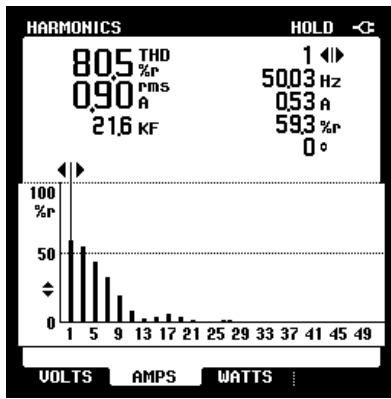 HARMONICS HOLD
80.5 THD %r
0.90 rms A
21.6 KF
1
50.03 Hz
0.53 A
59.3 %r
0 °
100
%r
50
0
1 5 9 13 17 21 25 29 33 37 41 45 49
VOLTS AMPS WATTS